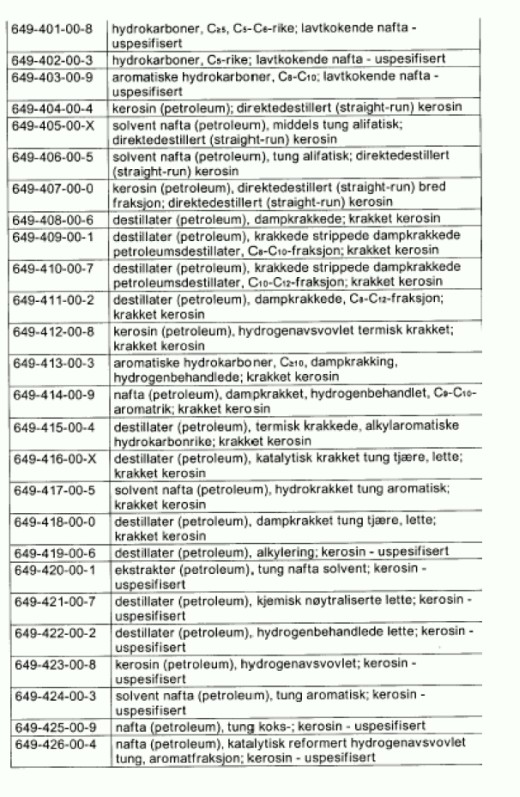 649-401-00-8 hydrokarboner, C≥5, C5-C6-rike; lavtkokende nafta -
uspesifisert
649-402-00-3 hydrokarboner, C5-rike; lavtkokende nafta - uspesifisert
649-403-00-9 aromatiske hydrokarboner, C8-C10; lavtkokende nafta -
uspesifisert
649-404-00-4 kerosin (petroleum); direktedestillert (straight-run) kerosin
649-405-00-X solvent nafta (petroleum), middels tung alifatisk;
direktedestillert (straight-run) kerosin
649-406-00-5 solvent nafta (petroleum), tung alifatisk; direktedestillert
(straight-run) kerosin
649-407-00-0 kerosin (petroleum), direktedestillert (straight-run) bred
fraksjon; direktedestillert (straight-run) kerosin
649-408-00-6 destillater (petroleum), dampkrakkede; krakket kerosin
649-409-00-1 destillater (petroleum), krakkede strippede dampkrakkede
petroleumsdestillater, C8-C10-fraksjon; krakket kerosin
649-410-00-7 destillater (petroleum), krakkede strippede dampkrakkede
petroleumsdestillater, C10-C12-fraksjon; krakket kerosin
649-411-00-2 destillater (petroleum), dampkrakkede, C8-C12-fraksjon;
krakket kerosin
649-412-00-8 kerosin (petroleum), hydrogenavsvovlet termisk krakket;
krakket kerosin
649-413-00-3 aromatiske hydrokarboner, C≥10, dampkrakking,
hydrogenbehandlede; krakket kerosin
649-414-00-9 nafta (petroleum), dampkrakket, hydrogenbehandlet, C9-C10-
aromatrik; krakket kerosin
649-415-00-4 destillater (petroleum), termisk krakkede, alkylaromatiske
hydrokarbonrike; krakket kerosin
649-416-00-X destillater (petroleum), katalytisk krakket tung tjære, lette;
krakket kerosin
649-417-00-5 solvent nafta (petroleum), hydrokrakket tung aromatisk;
krakket kerosin
649-418-00-0 destillater (petroleum), dampkrakket tung tjære, lette;
krakket kerosin
649-419-00-6 destillater (petroleum), alkylering; kerosin - uspesifisert
649-420-00-1 ekstrakter (petroleum), tung nafta solvent; kerosin -
uspesifisert
649-421-00-7 destillater (petroleum), kjemisk nøytraliserte lette; kerosin -
uspesifisert
649-422-00-2 destillater (petroleum), hydrogenbehandlede lette; kerosin -
uspesifisert
649-423-00-8 kerosin (petroleum), hydrogenavsvovlet; kerosin -
uspesifisert
649-424-00-3 solvent nafta (petroleum), tung aromatisk; kerosin -
uspesifisert
649-425-00-9 nafta (petroleum), tung koks-; kerosin - uspesifisert
649-426-00-4 nafta (petroleum), katalytisk reformert hydrogenavsvovlet
tung, aromatfraksjon; kerosin - uspesifisert